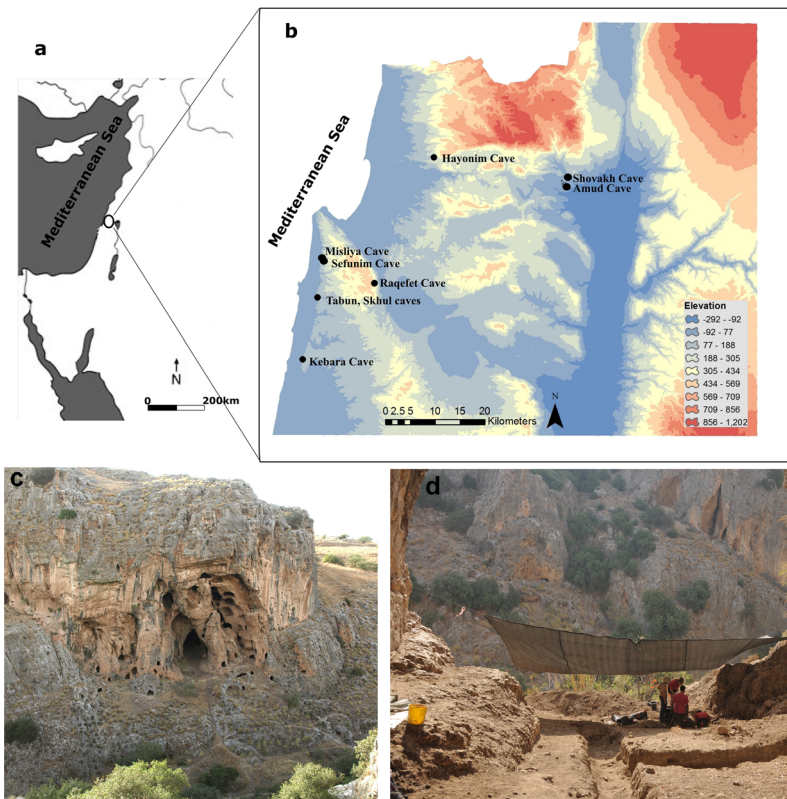 a
Mediterranean Sea
N
0
200km
b
Mediterranean Sea
Hayonim Cave
Shovakh Cave
Amud Cave
Misliya Cave
Sefunim Cave
Raqefet Cave
Tabun, Skhul caves
Kebara Cave
N
0 2.5 5 10 15 20
Kilometers
Elevation
-292 - -92
-92 - 77
77 - 188
188 - 305
305 - 434
434 - 569
569 - 709
709 - 856
856 - 1,202
c
d